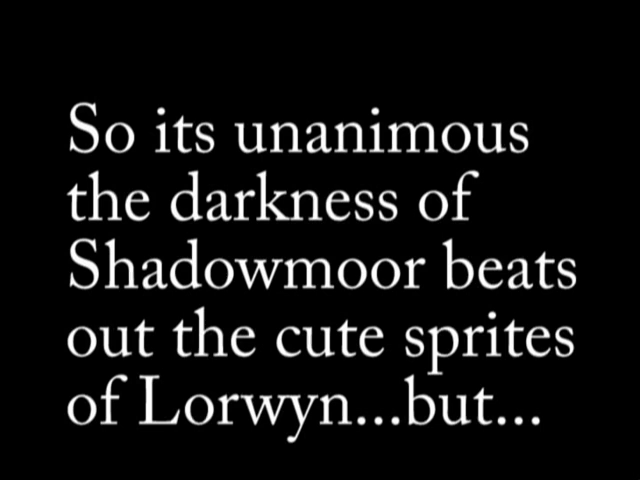 So its unanimous
the darkness of
Shadowmoor beats
out the cute sprites
of Lorwyn...but...